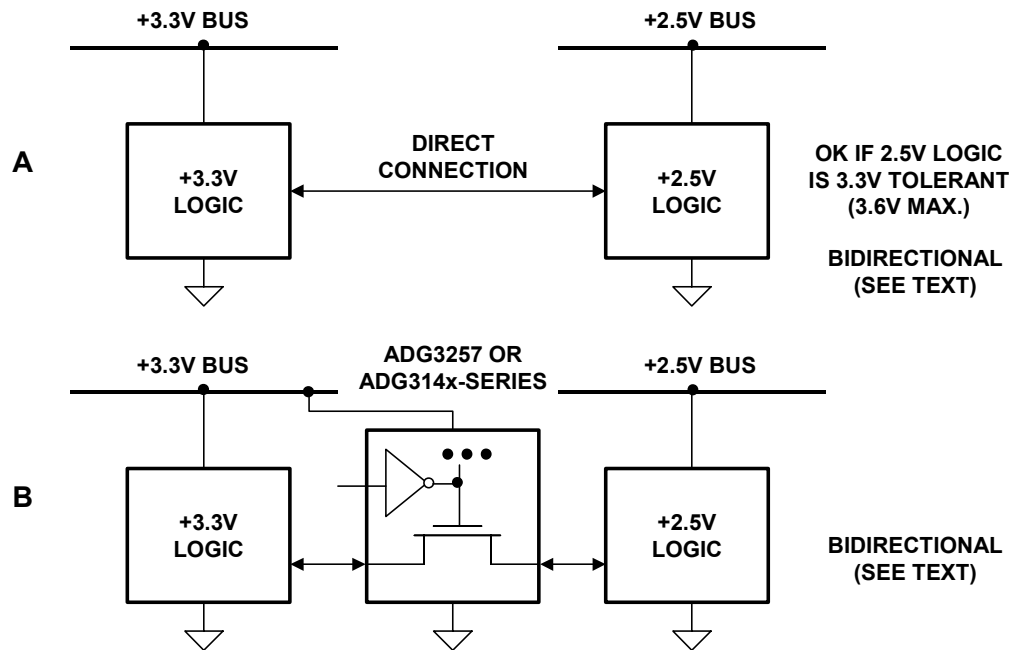 +3.3V BUS
+2.5V BUS
A
+3.3V
LOGIC
DIRECT
CONNECTION
+2.5V
LOGIC
OK IF 2.5V LOGIC
IS 3.3V TOLERANT
(3.6V MAX.)
BIDIRECTIONAL
(SEE TEXT)
+3.3V BUS
ADG3257 OR
ADG314x-SERIES
+2.5V BUS
B
+3.3V
LOGIC
+2.5V
LOGIC
BIDIRECTIONAL
(SEE TEXT)